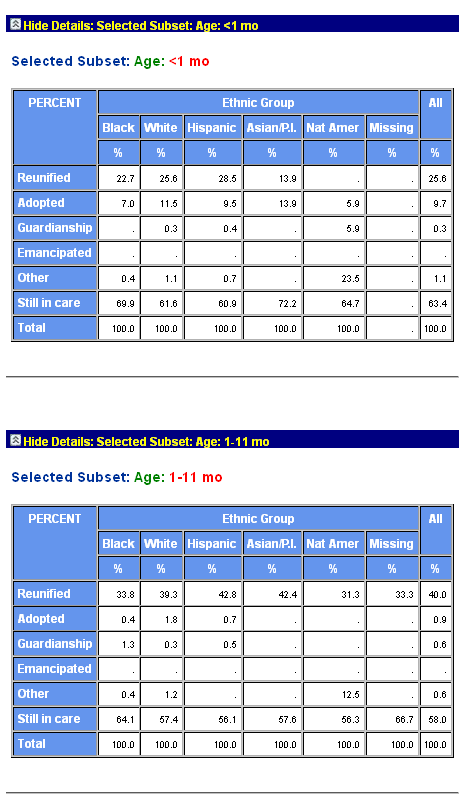 Hide Details: Selected Subset: Age: <1 mo
Selected Subset: Age: <1 mo
PERCENT Ethnic Group All
Black White Hispanic Asian/P.I. Nat Amer Missing
% % % % % % %
Reunified 22.7 25.6 28.5 13.9 . . 25.6
Adopted 7.0 11.5 9.5 13.9 5.9 . 9.7
Guardianship . 0.3 0.4 . 5.9 . 0.3
Emancipated . . . . . . .
Other 0.4 1.1 0.7 . 23.5 . 1.1
Still in care 69.9 61.6 60.9 72.2 64.7 . 63.4
Total 100.0 100.0 100.0 100.0 100.0 . 100.0
Hide Details: Selected Subset: Age: 1-11 mo
Selected Subset: Age: 1-11 mo
PERCENT Ethnic Group All
Black White Hispanic Asian/P.I. Nat Amer Missing
% % % % % % %
Reunified 33.8 39.3 42.8 42.4 31.3 33.3 40.0
Adopted 0.4 1.8 0.7 . . . 0.9
Guardianship 1.3 0.3 0.5 . . . 0.6
Emancipated . . . . . . .
Other 0.4 1.2 . . 12.5 . 0.6
Still in care 64.1 57.4 56.1 57.6 56.3 66.7 58.0
Total 100.0 100.0 100.0 100.0 100.0 100.0 100.0